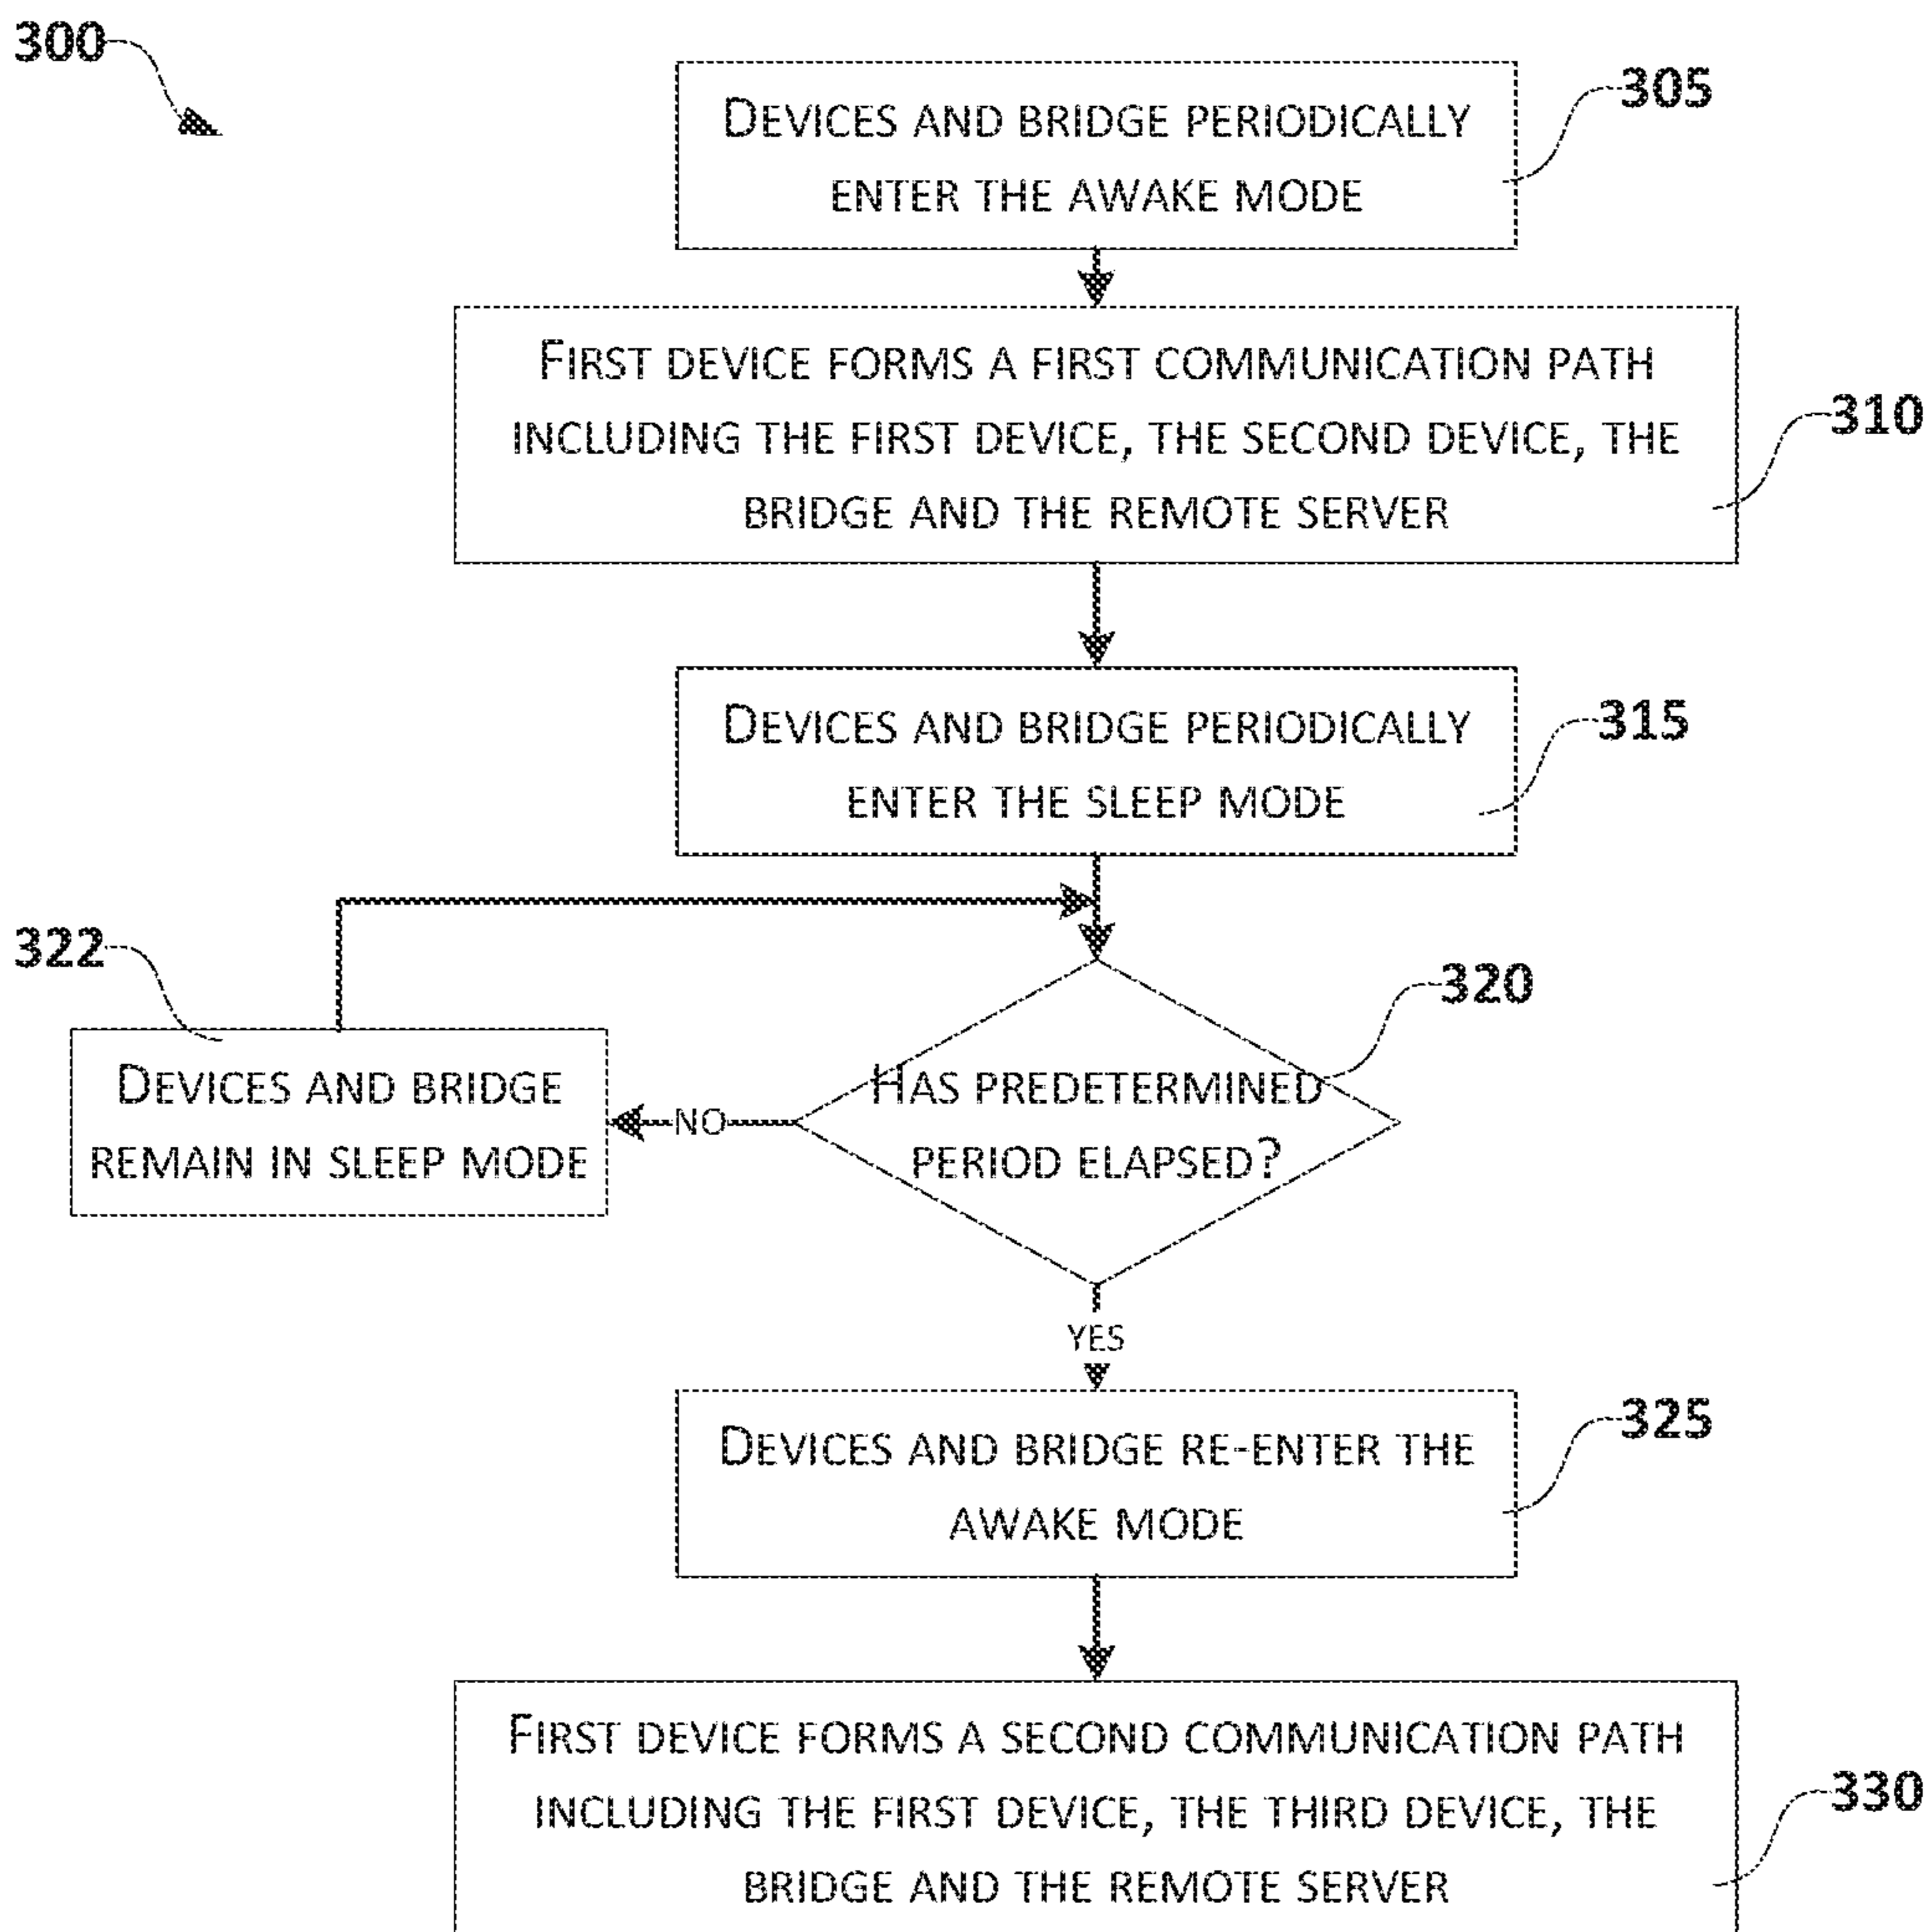 300
DEVICES AND BRIDGE PERIODICALLY
ENTER THE AWAKE MODE
305
FIRST DEVICE FORMS A FIRST COMMUNICATION PATH
INCLUDING THE FIRST DEVICE, THE SECOND DEVICE, THE
BRIDGE AND THE REMOTE SERVER
310
DEVICES AND BRIDGE PERIODICALLY
ENTER THE SLEEP MODE
315
322
DEVICES AND BRIDGE
REMAIN IN SLEEP MODE
NO
HAS PREDETERMINED
PERIOD ELAPSED?
320
YES
DEVICES AND BRIDGE RE-ENTER THE
AWAKE MODE
325
FIRST DEVICE FORMS A SECOND COMMUNICATION PATH
INCLUDING THE FIRST DEVICE, THE THIRD DEVICE, THE
BRIDGE AND THE REMOTE SERVER
330